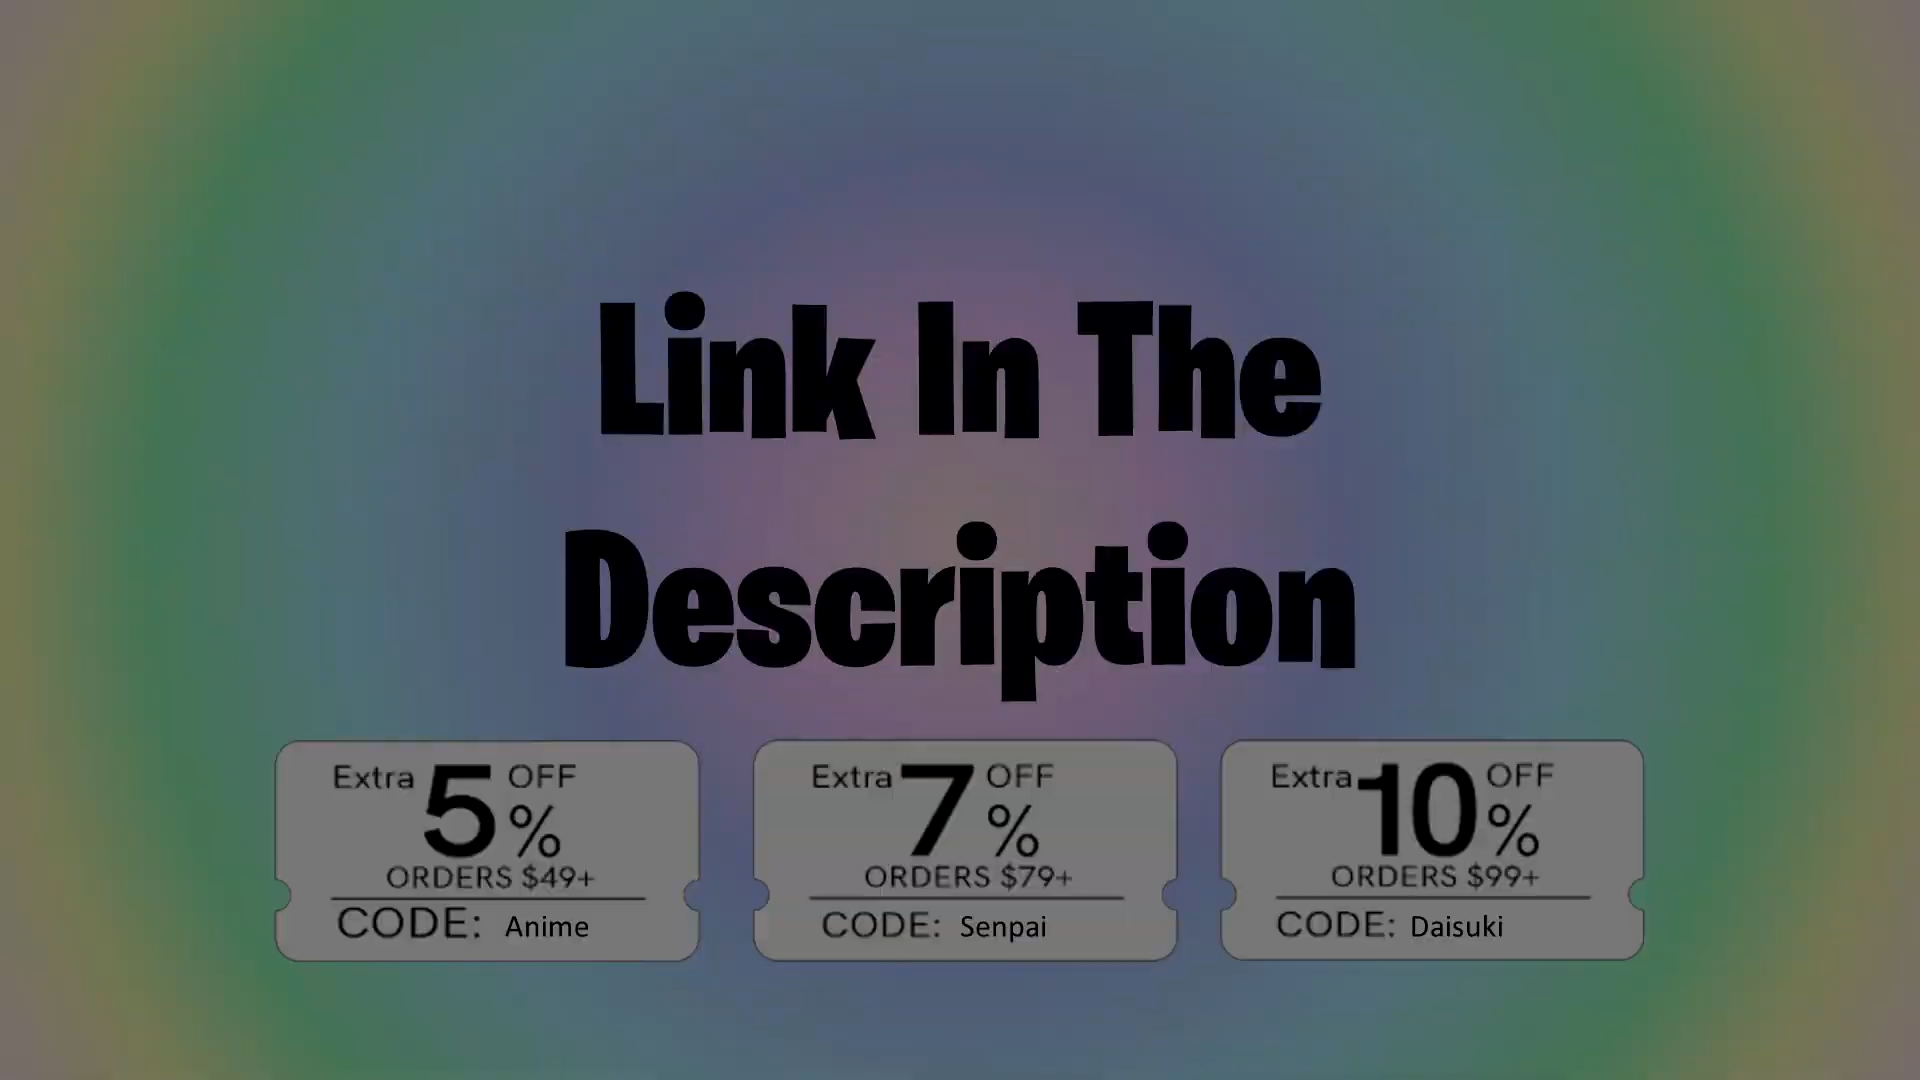 Link In The
Description
Extra 5% OFF
ORDERS $49+
CODE: Anime
Extra 7% OFF
ORDERS $79+
CODE: Senpai
Extra 10% OFF
ORDERS $99+
CODE: Daisuki